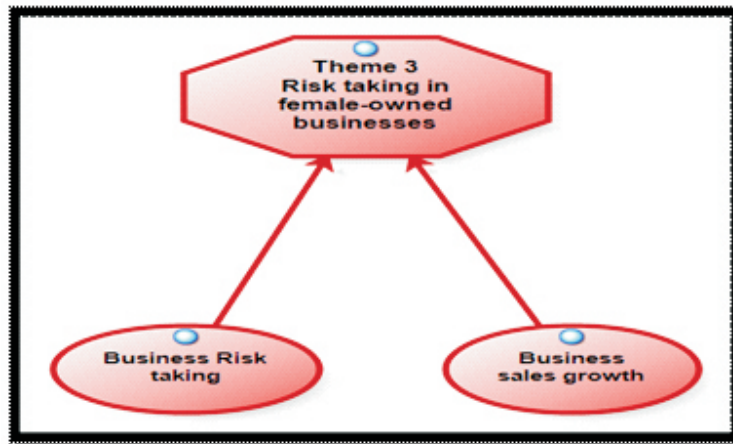 Theme 3
Risk taking in
female-owned
businesses
Business Risk
taking
Business
sales growth